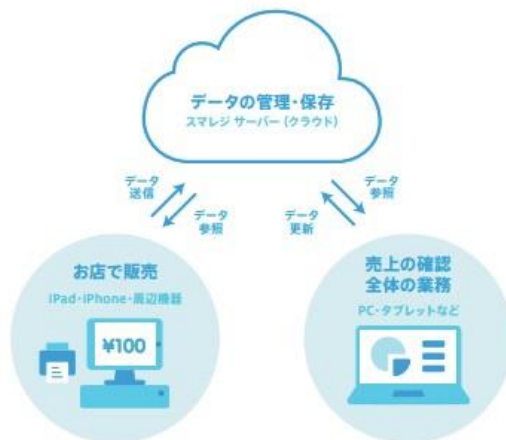 データの管理・保存
スマレジ サーバー（クラウド）
データ
送信
データ
参照
データ
更新
データ
参照
お店で販売
iPad・iPhone・周辺機器
¥100
売上の確認
全体の業務
PC・タブレットなど